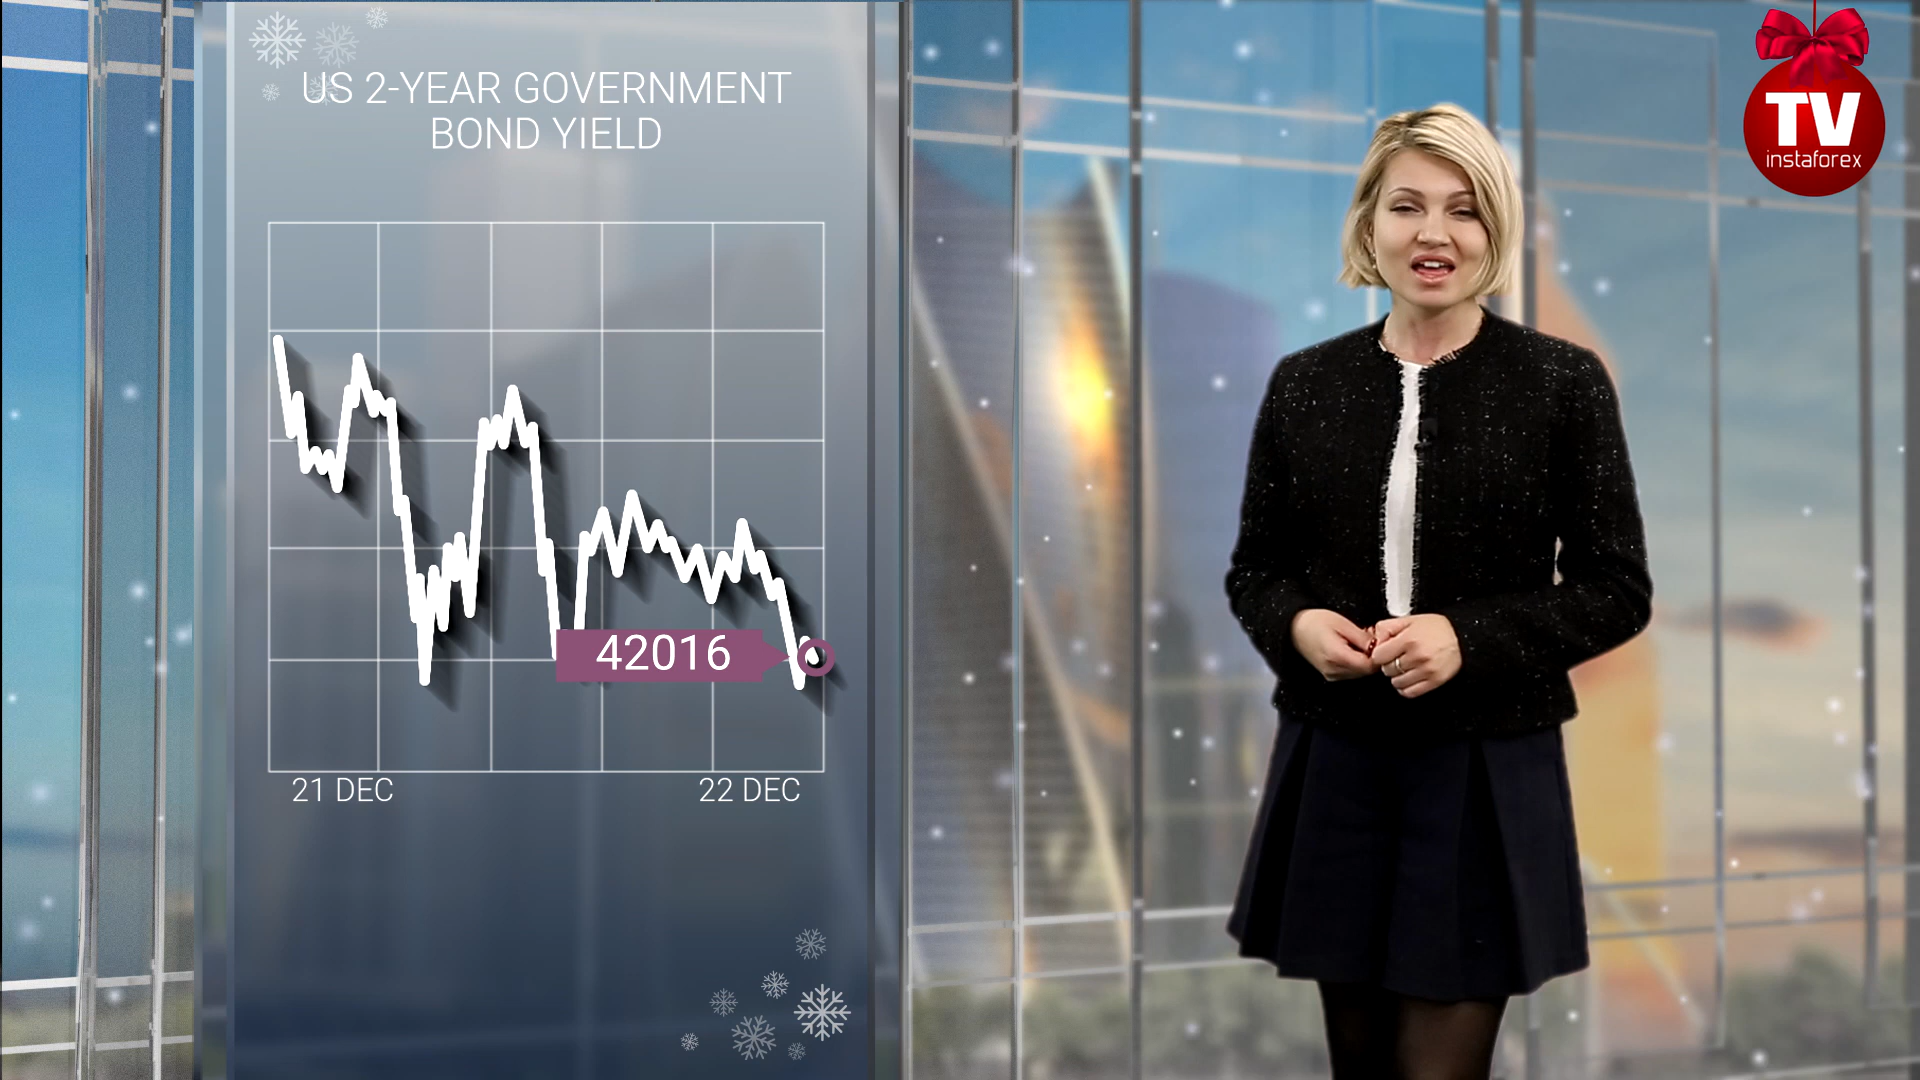 US 2-YEAR GOVERNMENT
BOND YIELD
42016
21 DEC
22 DEC
TV
instaforex